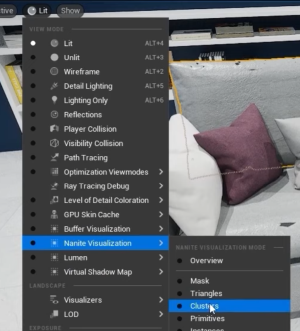 Lit
Show
VIEW MODE
Lit ALT+4
Unlit ALT+3
Wireframe ALT+2
Detail Lighting ALT+5
Lighting Only ALT+6
Reflections
Player Collision
Visibility Collision
Path Tracing
Optimization Viewmodes
Ray Tracing Debug
Level of Detail Coloration
GPU Skin Cache
Buffer Visualization
Nanite Visualization
Lumen
Virtual Shadow Map
LANDSCAPE
Visualizers
LOD
EXPOSURE
NANITE VISUALIZATION MODE
Overview
Mask
Triangles
Clusters
Primitives
Instances